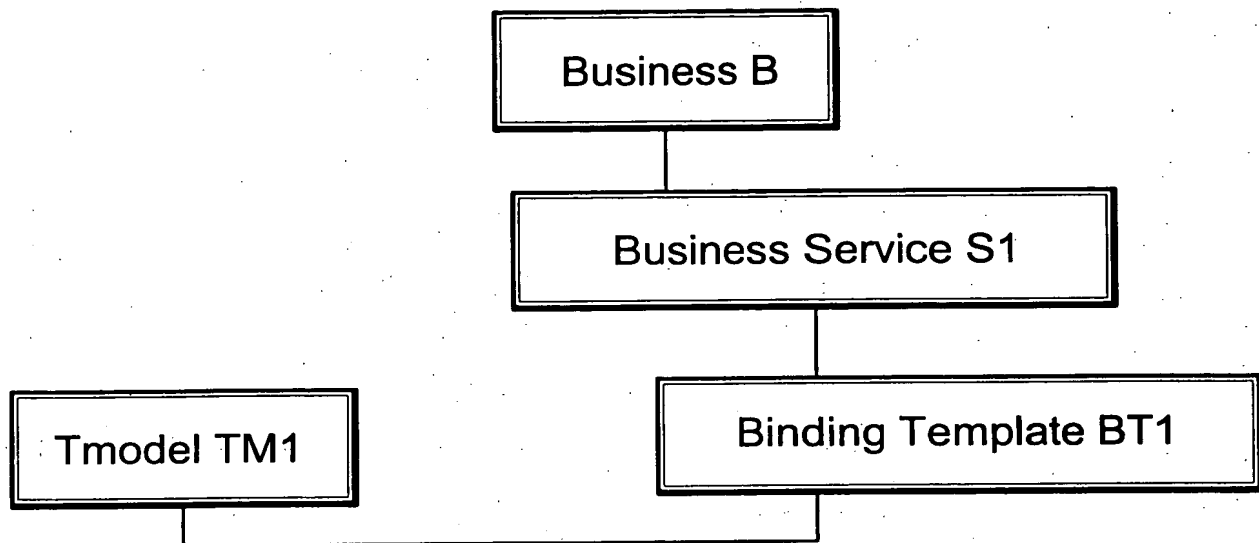 Business B
Business Service S1
Tmodel TM1
Binding Template BT1